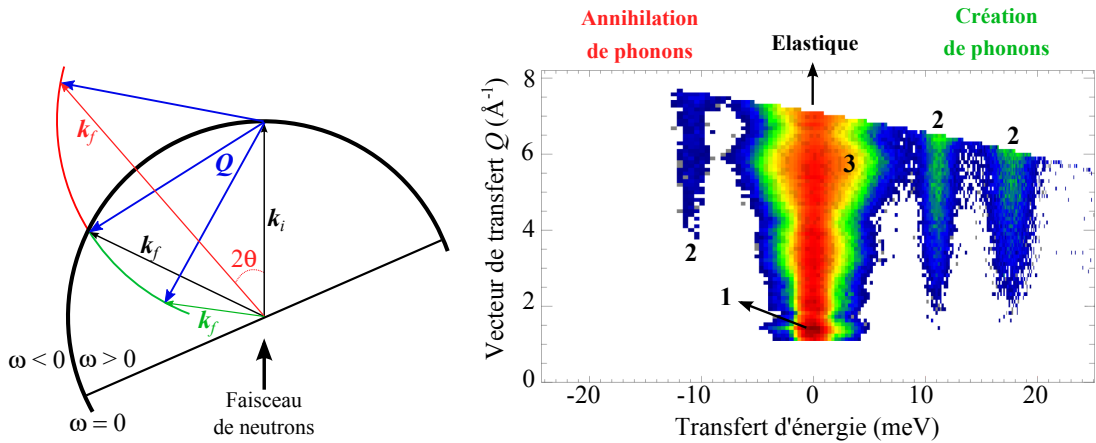 k_f
Q
k_i
2θ
k_f
k_f
ω < 0
ω > 0
ω = 0
Faisceau
de neutrons
Annihilation
de phonons
Elastique
Création
de phonons
Vecteur de transfert Q (Å⁻¹)
8
6
4
2
0
2
2
2
3
2
1
-20
-10
0
10
20
Transfert d'énergie (meV)